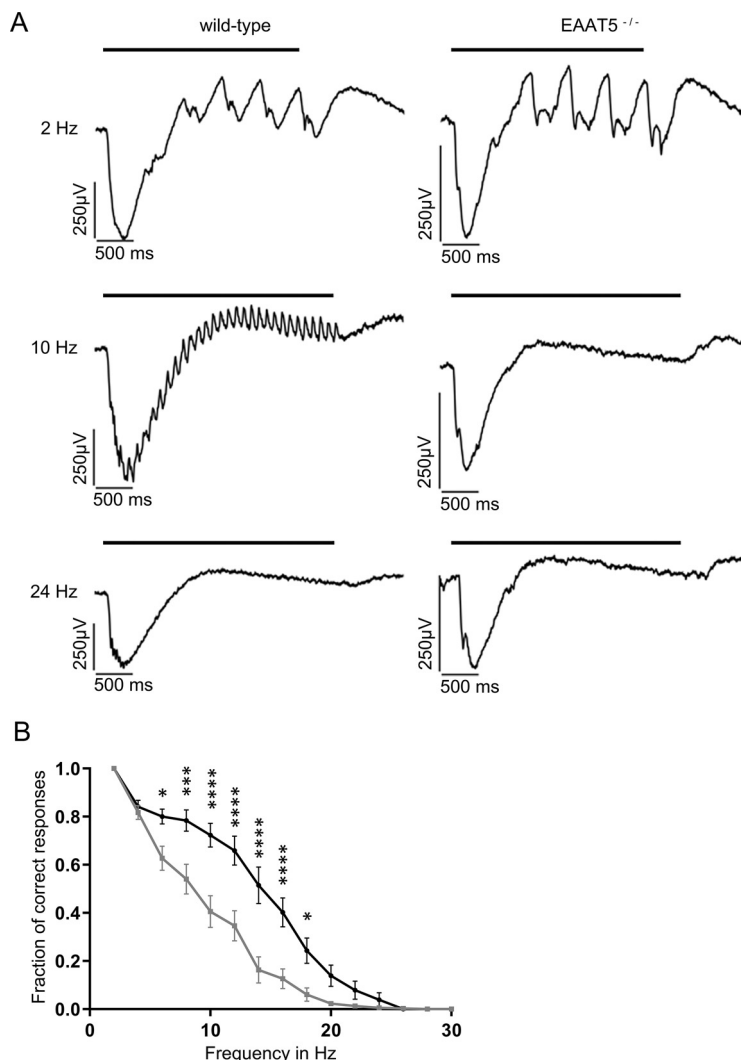 A
wild-type
EAAT5 -/-
2 Hz
250µV
500 ms
250µV
500 ms
10 Hz
250µV
500 ms
250µV
500 ms
24 Hz
250µV
500 ms
250µV
500 ms
B
Fraction of correct responses
1.0
0.8
0.6
0.4
0.2
0.0
* *** **** **** **** **** *
0 10 20 30
Frequency in Hz